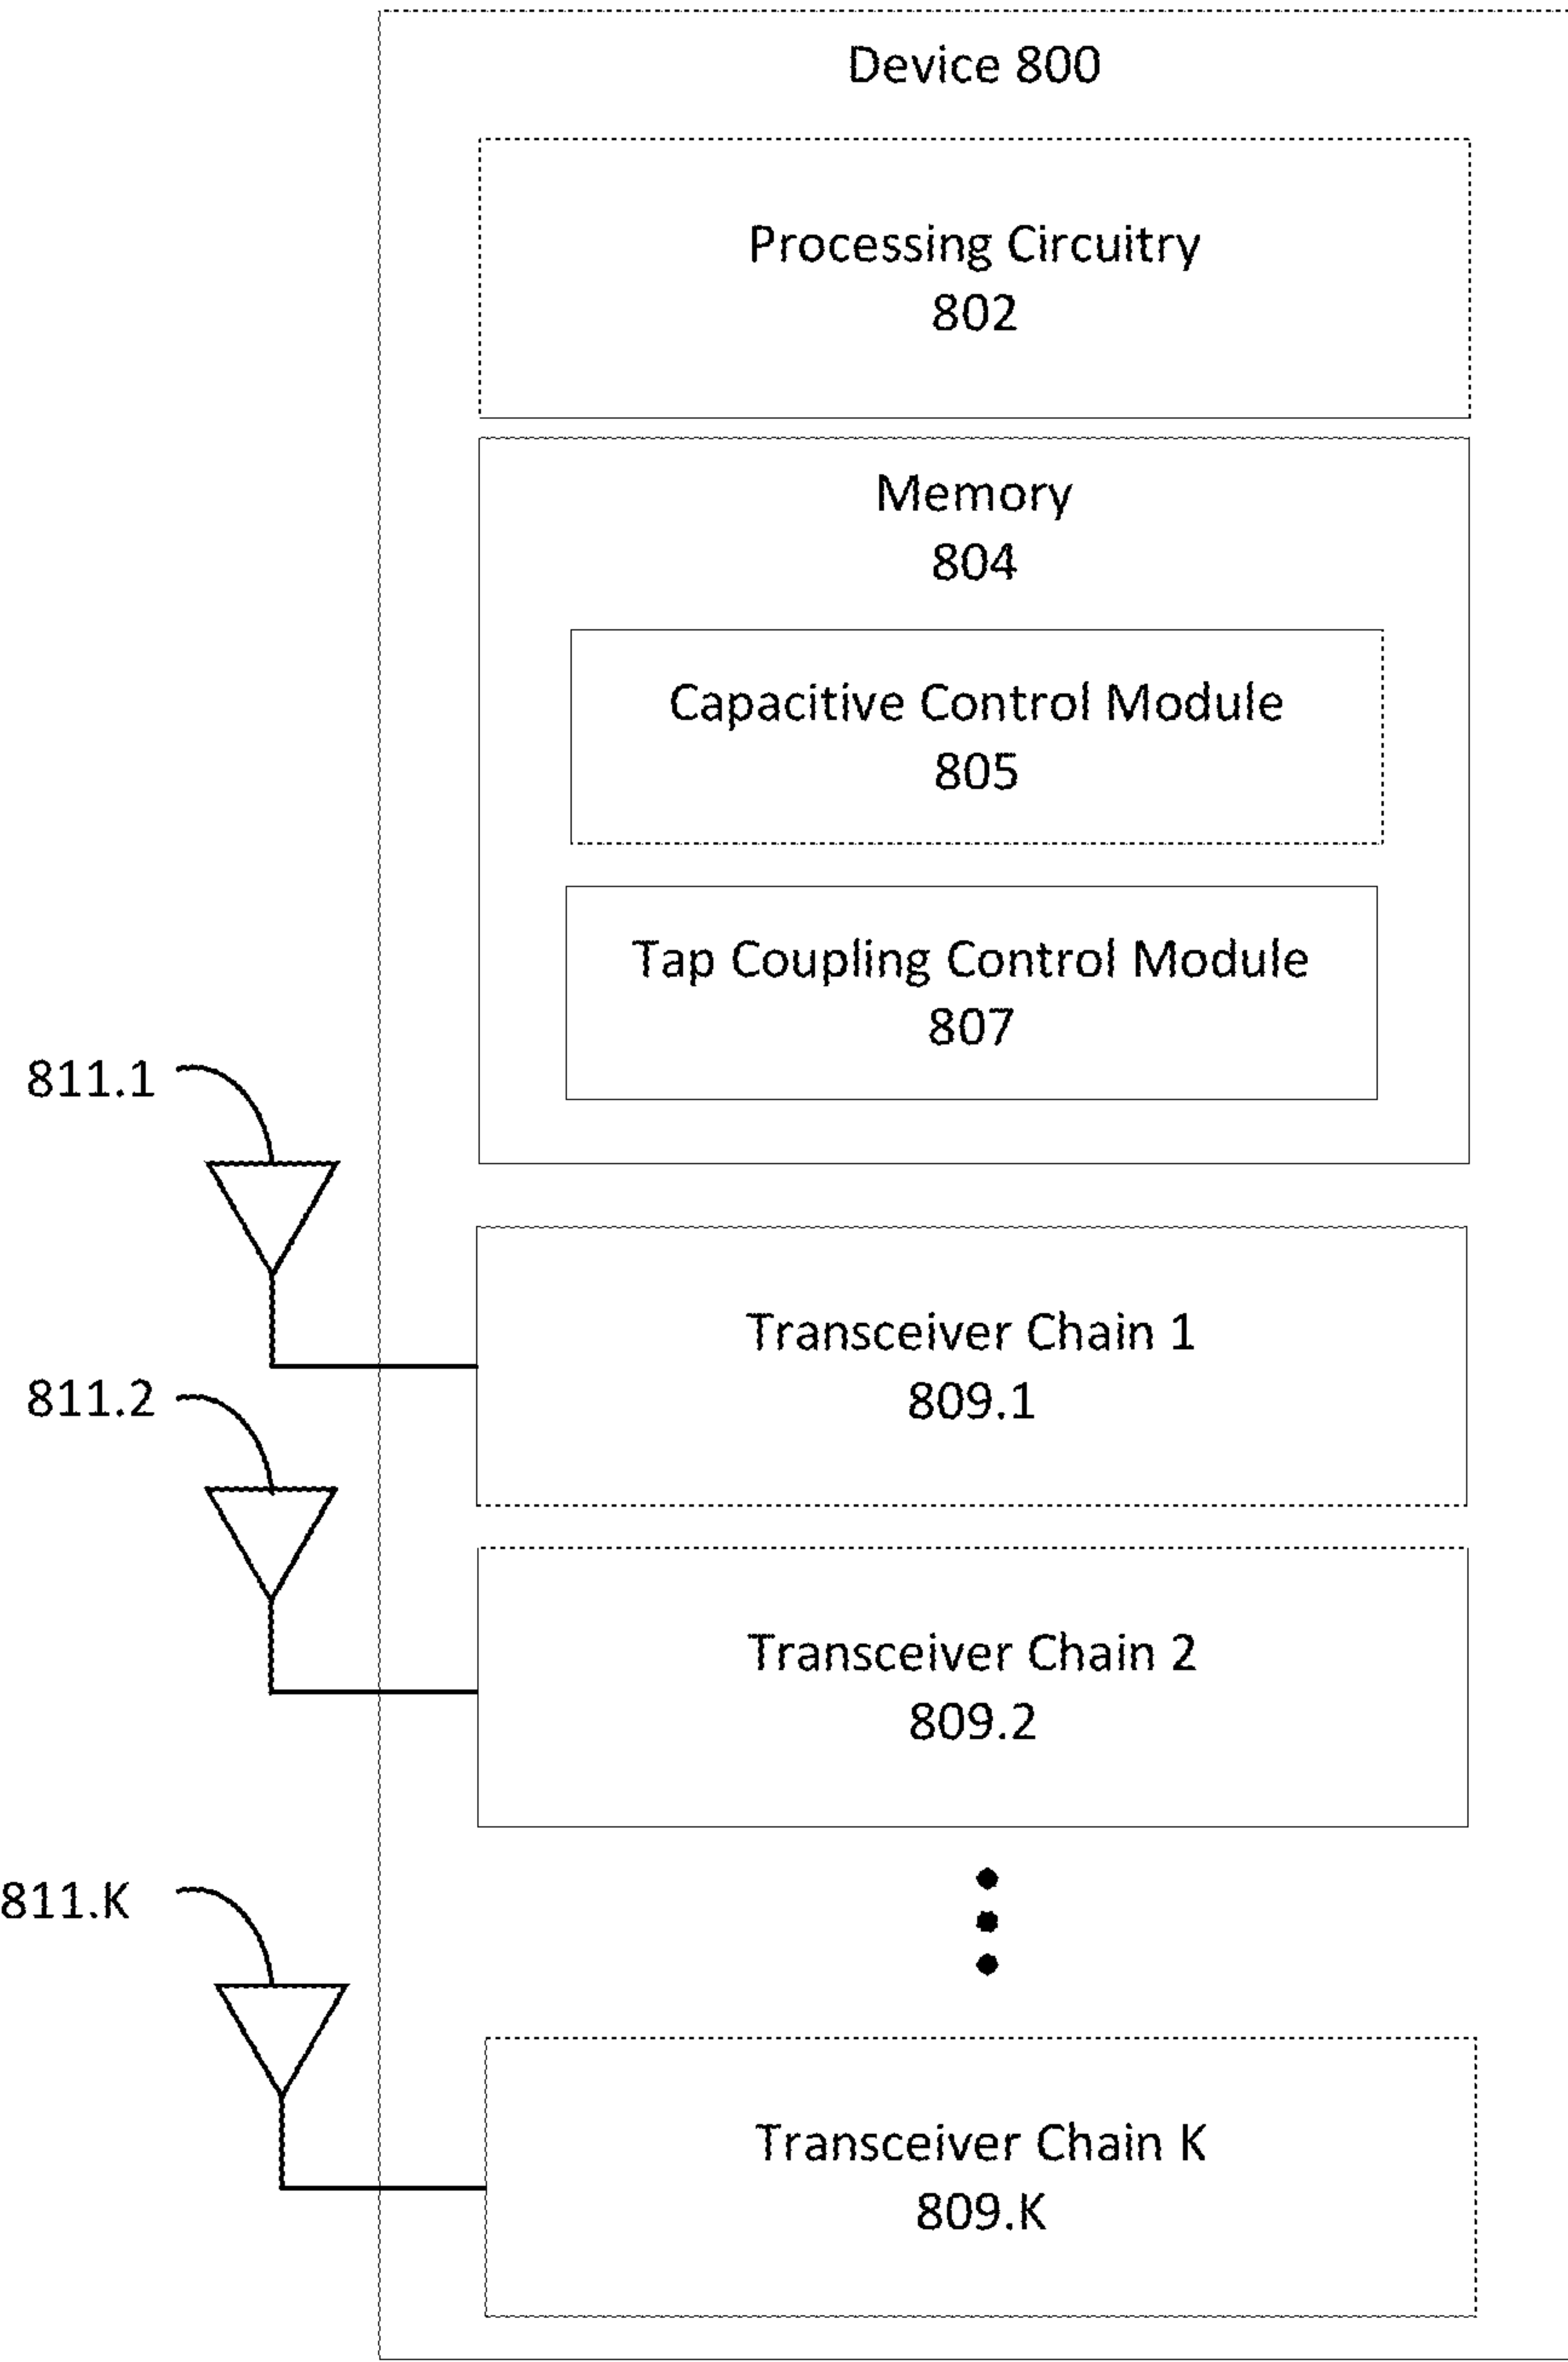 Device 800
Processing Circuitry
802
Memory
804
Capacitive Control Module
805
Tap Coupling Control Module
807
811.1
Transceiver Chain 1
809.1
811.2
Transceiver Chain 2
809.2
811.K
Transceiver Chain K
809.K